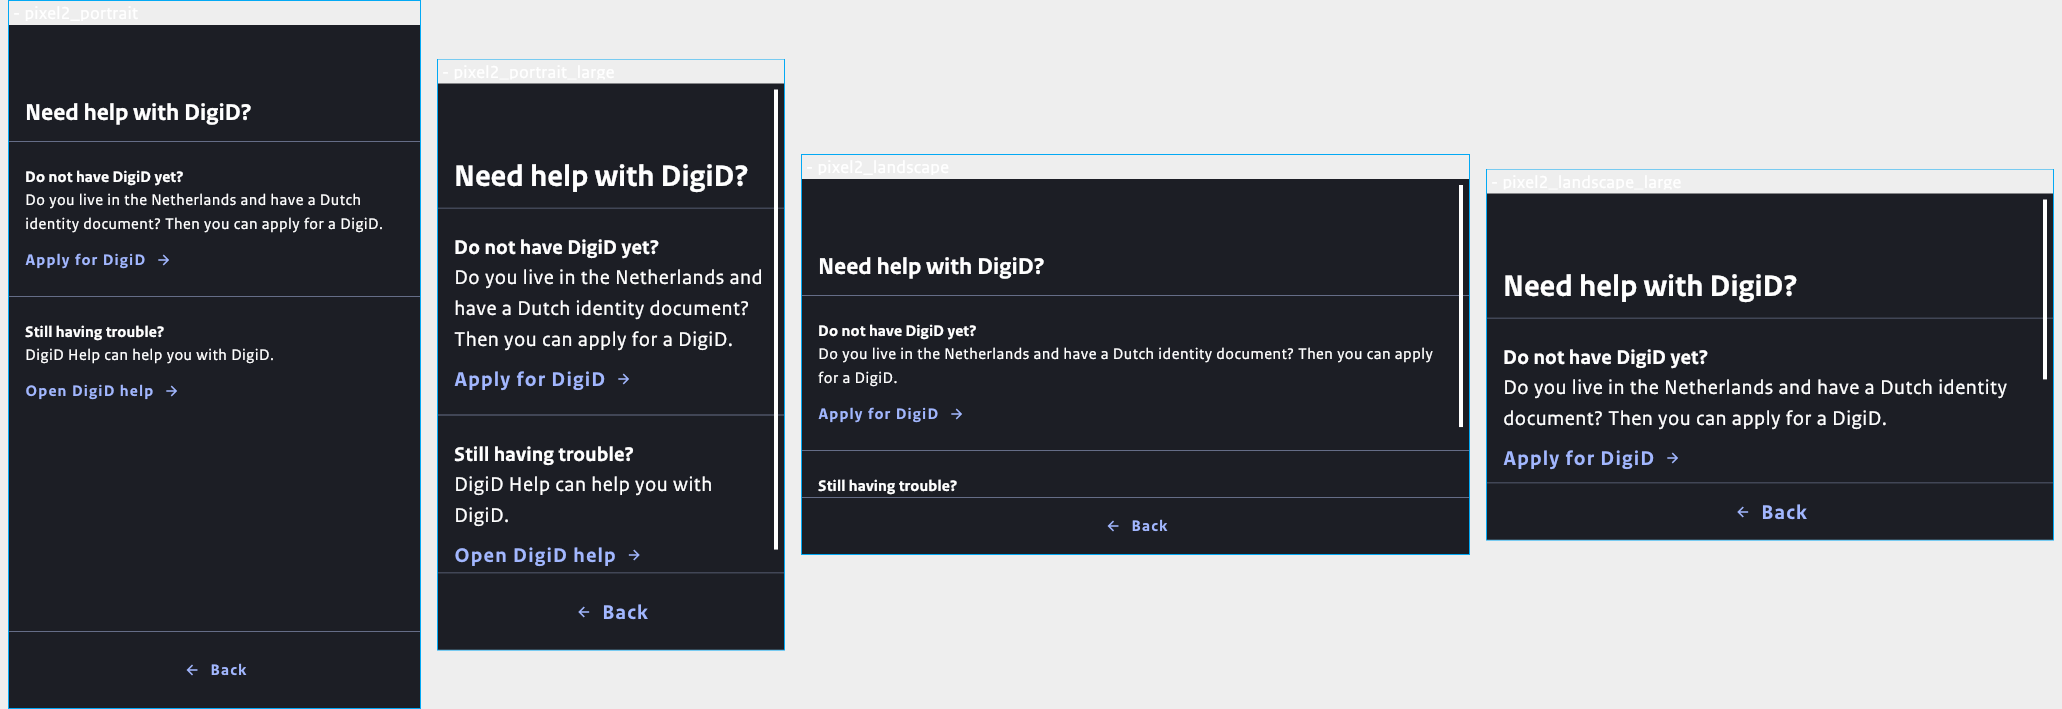 - pixel2_portrait
Need help with DigiD?
Do not have DigiD yet?
Do you live in the Netherlands and have a Dutch
identity document? Then you can apply for a DigiD.
Apply for DigiD →
Still having trouble?
DigiD Help can help you with DigiD.
Open DigiD help →
← Back
- pixel2_portrait_large
Need help with DigiD?
Do not have DigiD yet?
Do you live in the Netherlands and
have a Dutch identity document?
Then you can apply for a DigiD.
Apply for DigiD →
Still having trouble?
DigiD Help can help you with
DigiD.
Open DigiD help →
← Back
- pixel2_landscape
Need help with DigiD?
Do not have DigiD yet?
Do you live in the Netherlands and have a Dutch identity document? Then you can apply
for a DigiD.
Apply for DigiD →
Still having trouble?
← Back
- pixel2_landscape_large
Need help with DigiD?
Do not have DigiD yet?
Do you live in the Netherlands and have a Dutch identity
document? Then you can apply for a DigiD.
Apply for DigiD →
← Back